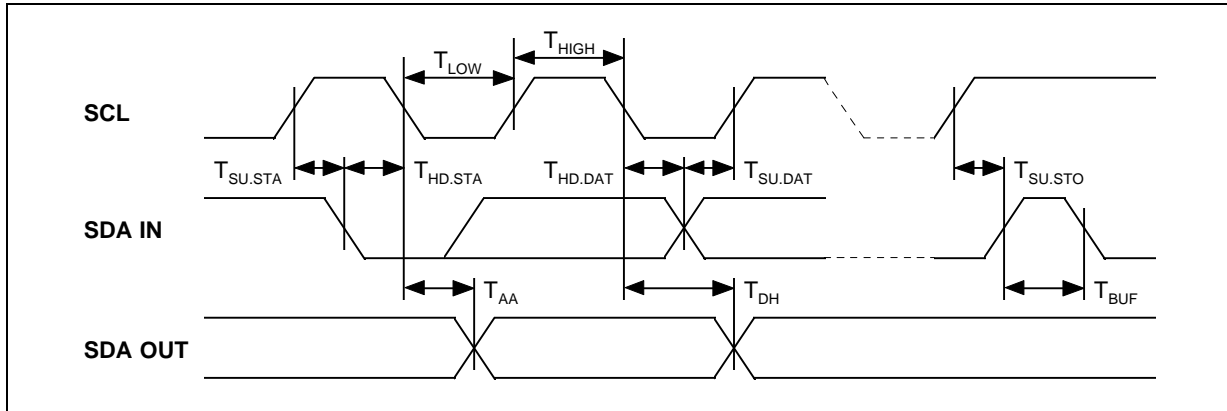 T_HIGH
T_LOW
SCL
T_SU.STA T_HD.STA T_HD.DAT T_SU.DAT T_SU.STO
SDA IN
T_AA T_DH T_BUF
SDA OUT